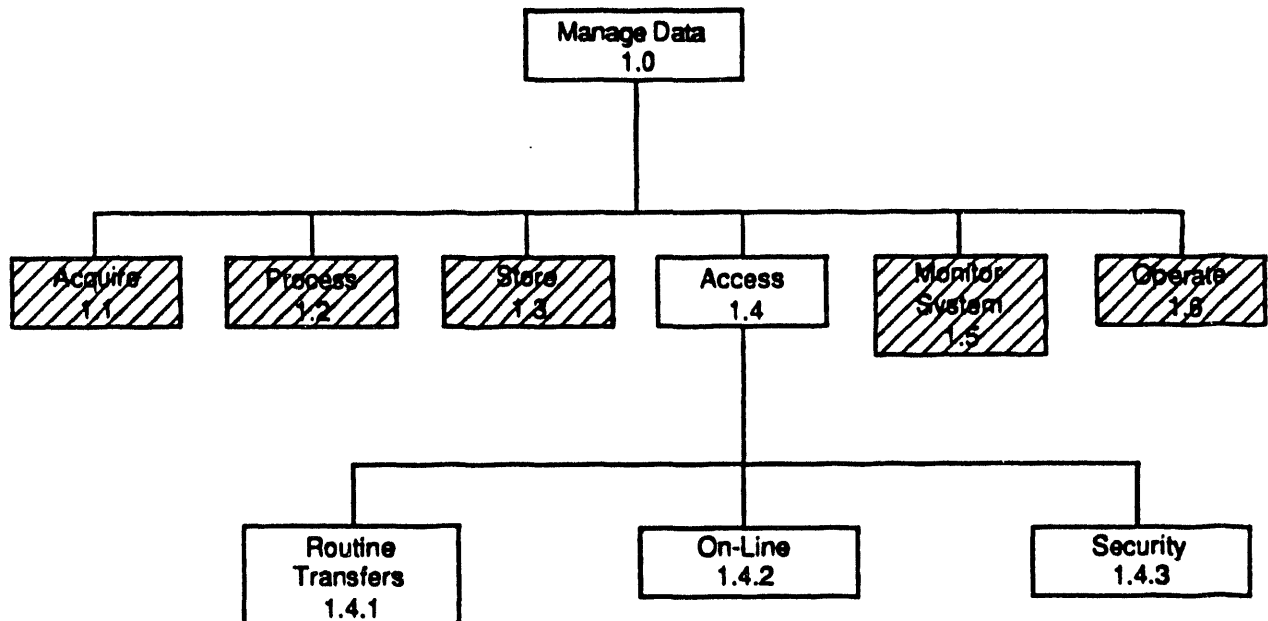 Manage Data
1.0
Acquire
1.1
Process
1.2
Store
1.3
Access
1.4
Monitor
System
1.5
Operate
1.6
Routine
Transfers
1.4.1
On-Line
1.4.2
Security
1.4.3